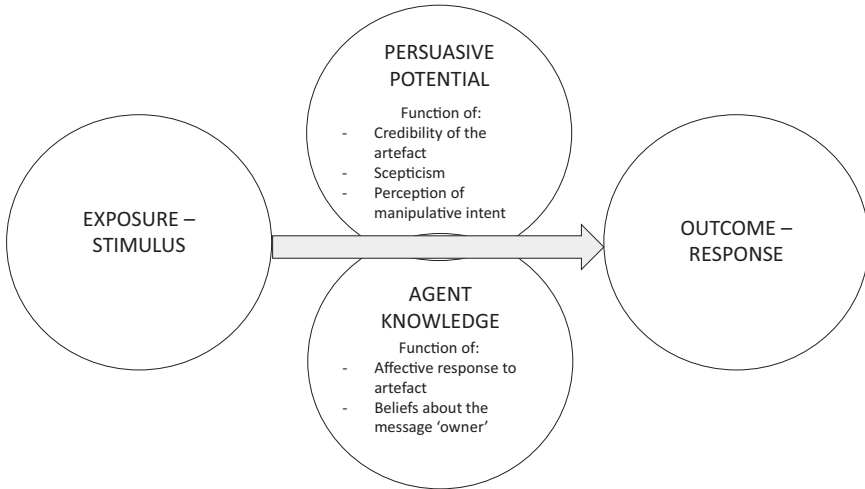 EXPOSURE –
STIMULUS
PERSUASIVE
POTENTIAL
Function of:
- Credibility of the
artefact
- Scepticism
- Perception of
manipulative intent
AGENT
KNOWLEDGE
Function of:
- Affective response to
artefact
- Beliefs about the
message ‘owner’
OUTCOME –
RESPONSE